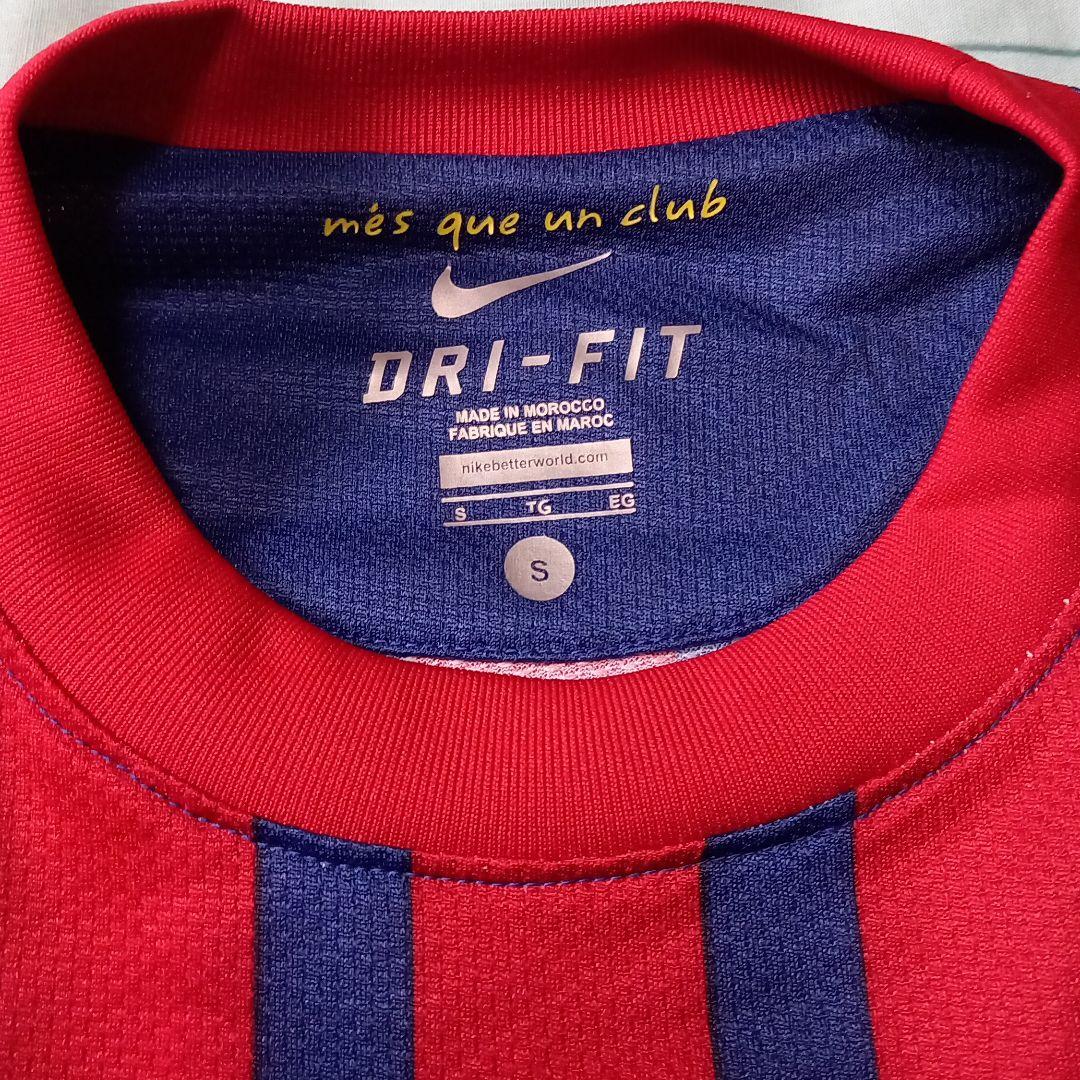 més que un club
DRI-FIT
MADE IN MOROCCO
FABRIQUE EN MAROC
nikebetterworld.com
S TG EG
S